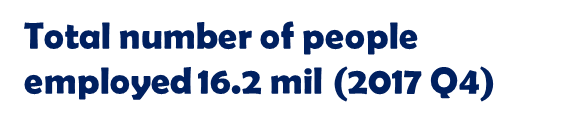 Total number of people
employed 16.2 mil (2017 Q4)